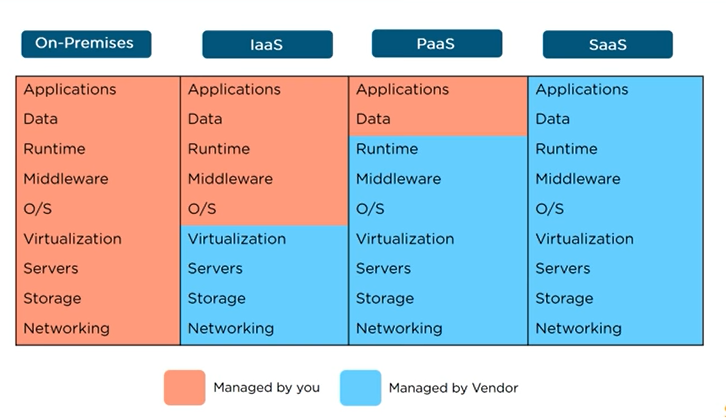 On-Premises IaaS PaaS SaaS
Applications Applications Applications Applications
Data Data Data Data
Runtime Runtime Runtime Runtime
Middleware Middleware Middleware Middleware
O/S O/S O/S O/S
Virtualization Virtualization Virtualization Virtualization
Servers Servers Servers Servers
Storage Storage Storage Storage
Networking Networking Networking Networking
Managed by you Managed by Vendor